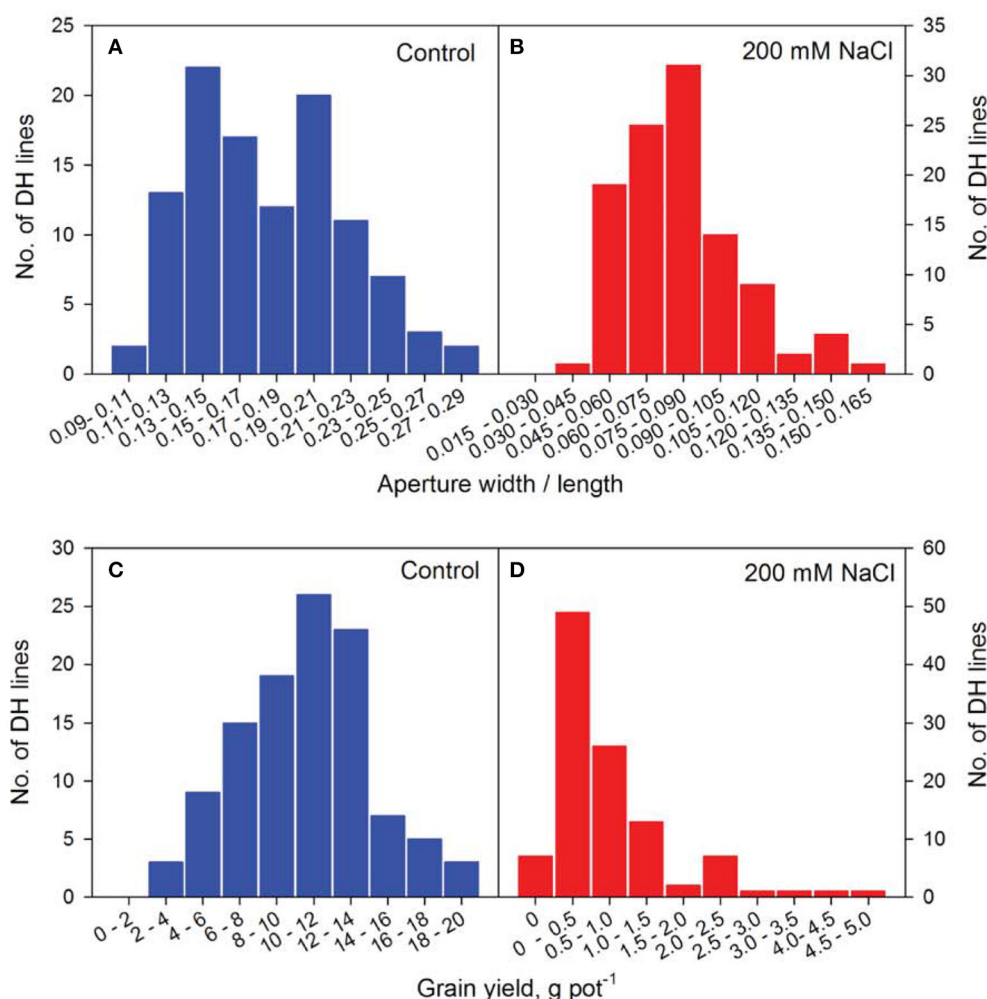 A
Control
B
200 mM NaCl
No. of DH lines
25
20
15
10
5
0
35
30
25
20
15
10
5
0
No. of DH lines
0.09- 0.11
0.11- 0.13
0.13 - 0.15
0.15 - 0.17
0.17 - 0.19
0.19 - 0.21
0.21 - 0.23
0.23 - 0.25
0.25 - 0.27
0.27 - 0.29
0.015 - 0.030
0.030 - 0.045
0.045 - 0.060
0.060 - 0.075
0.075 - 0.090
0.090 - 0.105
0.105 - 0.120
0.120 - 0.135
0.135 - 0.150
0.150 - 0.165
Aperture width / length
C
Control
D
200 mM NaCl
No. of DH lines
30
25
20
15
10
5
0
60
50
40
30
20
10
0
No. of DH lines
0 - 2
2 - 4
4 - 6
6 - 8
8 - 10
10 - 12
12 - 14
14 - 16
16 - 18
18 - 20
0
0 - 0.5
0.5 - 1.0
1.0 - 1.5
1.5 - 2.0
2.0 - 2.5
2.5 - 3.0
3.0 - 3.5
4.0 - 4.5
4.5 - 5.0
Grain yield, g pot⁻¹